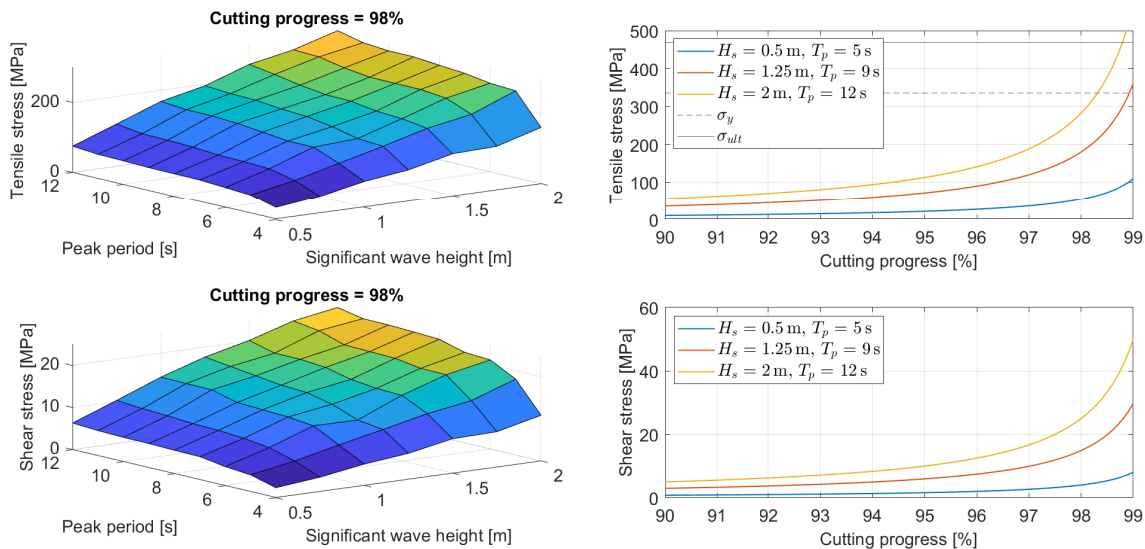 Cutting progress = 98%
Tensile stress [MPa]
200
0
12
10
8
6
4
Peak period [s]
0.5
1
1.5
2
Significant wave height [m]
500
400
300
200
100
0
Tensile stress [MPa]
H_s = 0.5 m, T_p = 5 s
H_s = 1.25 m, T_p = 9 s
H_s = 2 m, T_p = 12 s
σ_y
σ_ult
90 91 92 93 94 95 96 97 98 99
Cutting progress [%]
Cutting progress = 98%
Shear stress [MPa]
20
10
0
12
10
8
6
4
Peak period [s]
0.5
1
1.5
2
Significant wave height [m]
60
40
20
0
Shear stress [MPa]
H_s = 0.5 m, T_p = 5 s
H_s = 1.25 m, T_p = 9 s
H_s = 2 m, T_p = 12 s
90 91 92 93 94 95 96 97 98 99
Cutting progress [%]